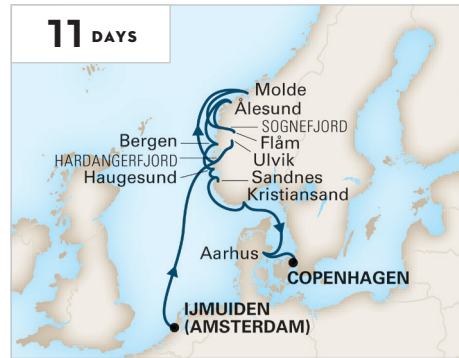 11 DAYS
Molde
Ålesund
SOGNEFJORD
Bergen
Flåm
HARDANGERFJORD
Ulvik
Haugesund
Sandnes
Kristiansand
Aarhus
COPENHAGEN
IJMUIDEN
(AMSTERDAM)